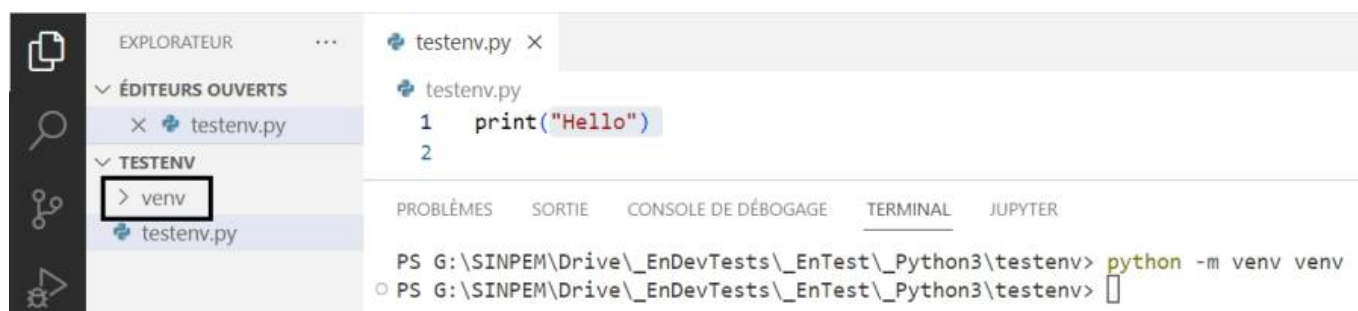 EXPLORATEUR ...
ÉDITEURS OUVERTS
testenv.py
TESTENV
venv
testenv.py
testenv.py
testenv.py
1 print("Hello")
2
PROBLÈMES SORTIE CONSOLE DE DÉBOGAGE TERMINAL JUPYTER
PS G:\SINPEM\Drive\_EnDevTests\_EnTest\_Python3\testenv> python -m venv venv
PS G:\SINPEM\Drive\_EnDevTests\_EnTest\_Python3\testenv>